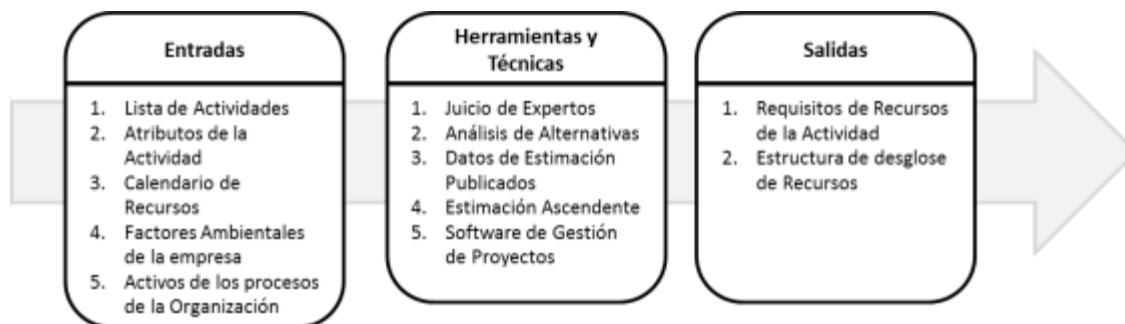 Entradas
1. Lista de Actividades
2. Atributos de la
Actividad
3. Calendario de
Recursos
4. Factores Ambientales
de la empresa
5. Activos de los procesos
de la Organización
Herramientas y
Técnicas
1. Juicio de Expertos
2. Análisis de Alternativas
3. Datos de Estimación
Publicados
4. Estimación Ascendente
5. Software de Gestión
de Proyectos
Salidas
1. Requisitos de Recursos
de la Actividad
2. Estructura de desglose
de Recursos